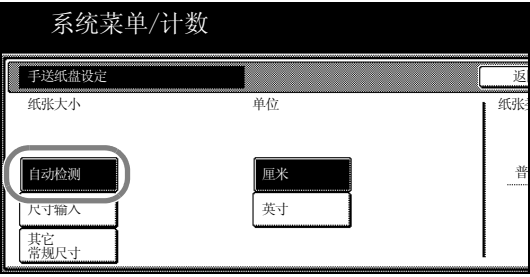 系统菜单/计数
手送纸盘设定
返
纸张大小
单位
纸张
自动检测
厘米
普
尺寸输入
英寸
其它
常规尺寸